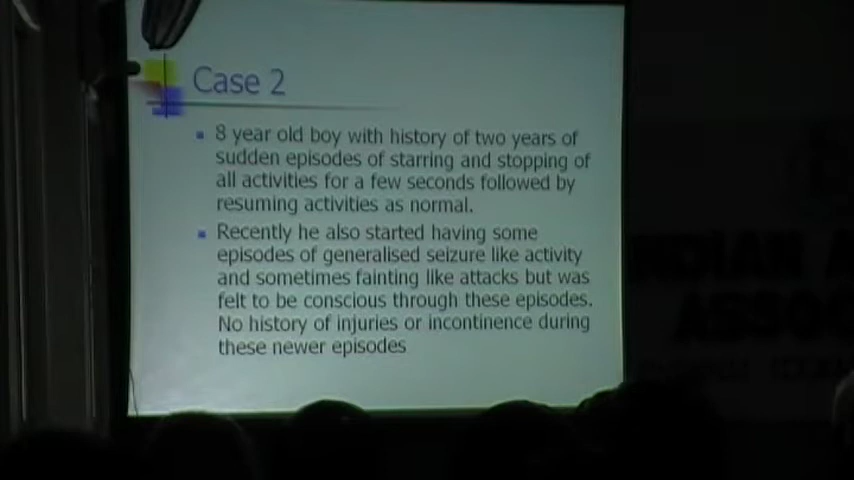 Case 2
8 year old boy with history of two years of
sudden episodes of starring and stopping of
all activities for a few seconds followed by
resuming activities as normal.
Recently he also started having some
episodes of generalised seizure like activity
and sometimes fainting like attacks but was
felt to be conscious through these episodes.
No history of injuries or incontinence during
these newer episodes